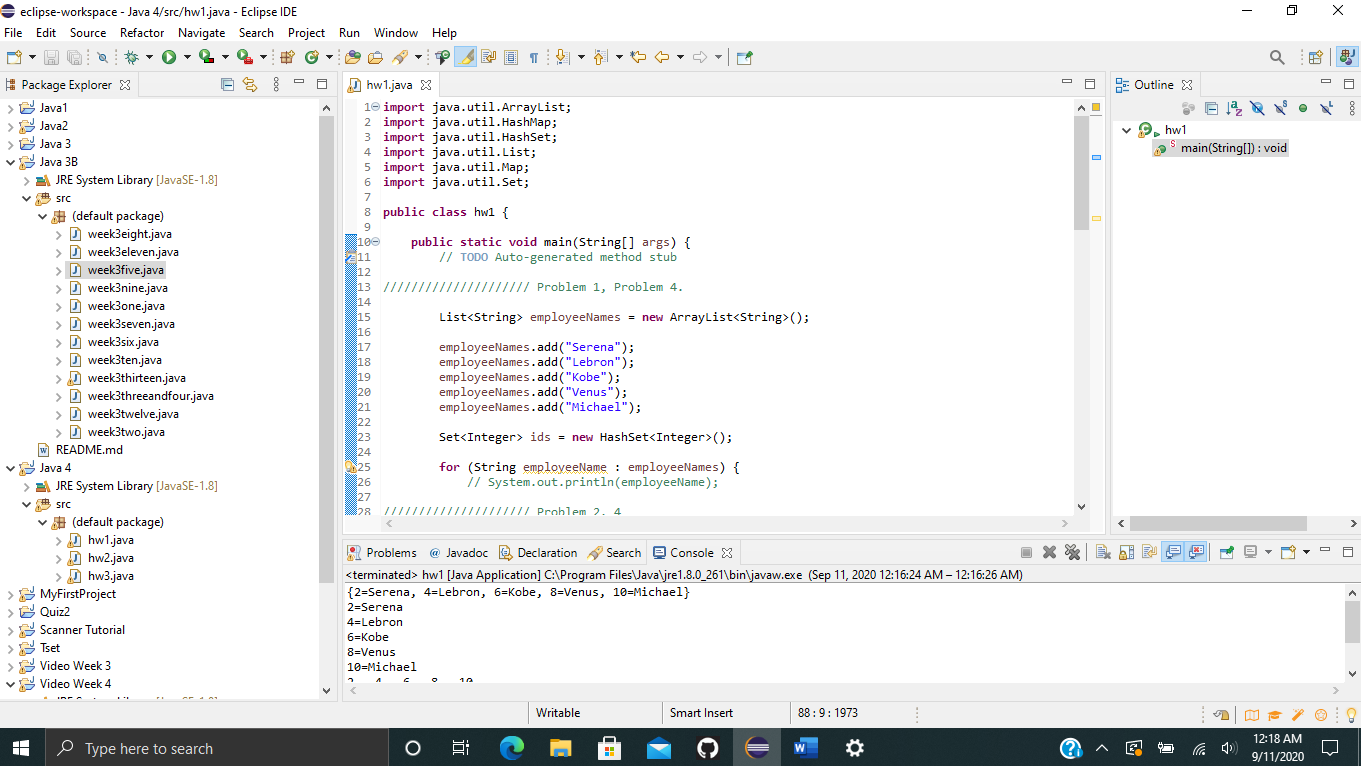 eclipse-workspace - Java 4/src/hw1.java - Eclipse IDE
File Edit Source Refactor Navigate Search Project Run Window Help
Package Explorer
Java1
Java2
Java 3
Java 3B
JRE System Library [JavaSE-1.8]
src
(default package)
week3eight.java
week3eleven.java
week3five.java
week3nine.java
week3one.java
week3seven.java
week3six.java
week3ten.java
week3thirteen.java
week3threeandfour.java
week3twelve.java
week3two.java
README.md
Java 4
JRE System Library [JavaSE-1.8]
src
(default package)
hw1.java
hw2.java
hw3.java
MyFirstProject
Quiz2
Scanner Tutorial
Tset
Video Week 3
Video Week 4
hw1.java
1 import java.util.ArrayList;
2 import java.util.HashMap;
3 import java.util.HashSet;
4 import java.util.List;
5 import java.util.Map;
6 import java.util.Set;
7
8 public class hw1 {
9
10 public static void main(String[] args) {
11 // TODO Auto-generated method stub
12
13 ///////////////////// Problem 1, Problem 4.
14
15 List<String> employeeNames = new ArrayList<String>();
16
17 employeeNames.add("Serena");
18 employeeNames.add("Lebron");
19 employeeNames.add("Kobe");
20 employeeNames.add("Venus");
21 employeeNames.add("Michael");
22
23 Set<Integer> ids = new HashSet<Integer>();
24
25 for (String employeeName : employeeNames) {
26 // System.out.println(employeeName);
27
28 ///////////////////// Problem 2. 4
Outline
hw1
main(String[]) : void
Problems @ Javadoc Declaration Search Console
<terminated> hw1 [Java Application] C:\Program Files\Java\jre1.8.0_261\bin\javaw.exe (Sep 11, 2020 12:16:24 AM – 12:16:26 AM)
{2=Serena, 4=Lebron, 6=Kobe, 8=Venus, 10=Michael}
2=Serena
4=Lebron
6=Kobe
8=Venus
10=Michael
Writable Smart Insert 88 : 9 : 1973
Type here to search
12:18 AM
9/11/2020